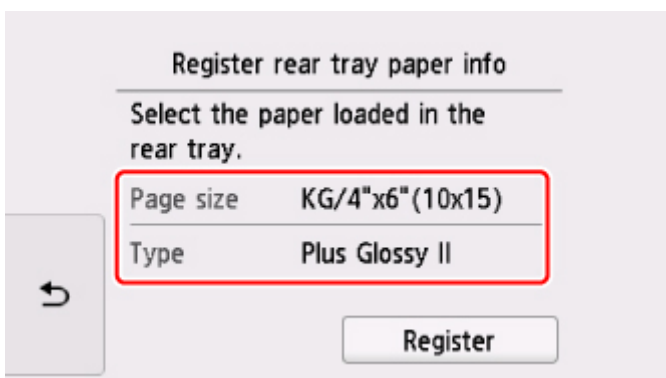 Register rear tray paper info
Select the paper loaded in the
rear tray.
Page size KG/4"x6"(10x15)
Type Plus Glossy II
Register